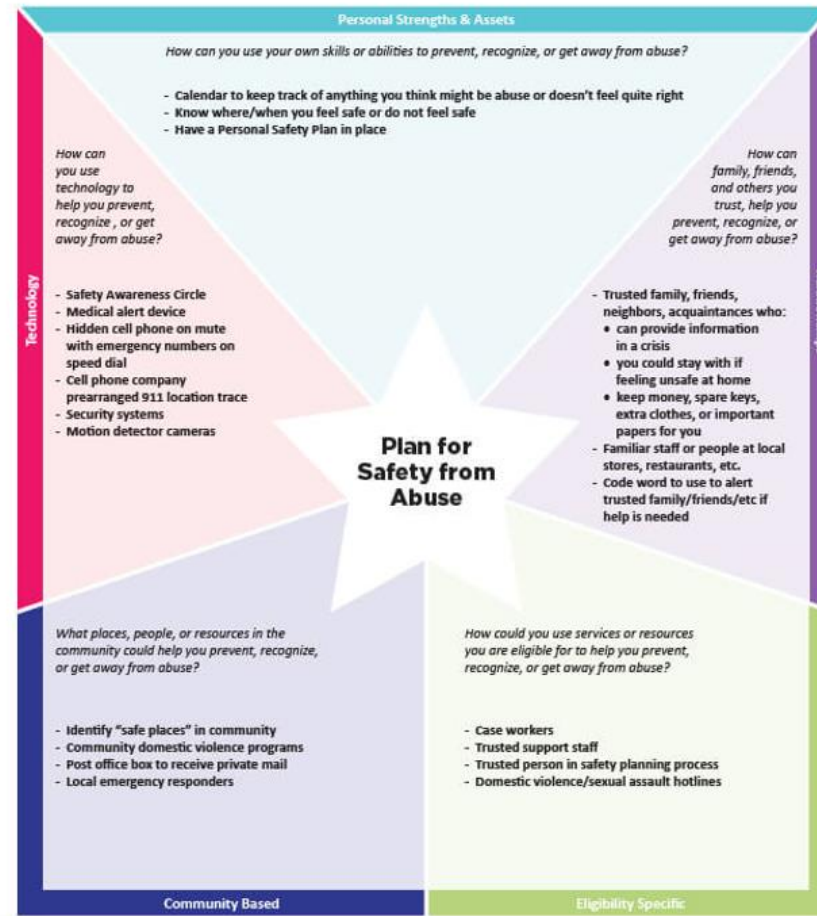 Personal Strengths & Assets
How can you use your own skills or abilities to prevent, recognize, or get away from abuse?
- Calendar to keep track of anything you think might be abuse or doesn't feel quite right
- Know where/when you feel safe or do not feel safe
- Have a Personal Safety Plan in place
Technology
How can
you use
technology to
help you prevent,
recognize , or get
away from abuse?
- Safety Awareness Circle
- Medical alert device
- Hidden cell phone on mute
with emergency numbers on
speed dial
- Cell phone company
prearranged 911 location trace
- Security systems
- Motion detector cameras
How can
family, friends,
and others you
trust, help you
prevent, recognize, or
get away from abuse?
- Trusted family, friends,
neighbors, acquaintances who:
• can provide information
in a crisis
• you could stay with if
feeling unsafe at home
• keep money, spare keys,
extra clothes, or important
papers for you
- Familiar staff or people at local
stores, restaurants, etc.
- Code word to use to alert
trusted family/friends/etc if
help is needed
Plan for
Safety from
Abuse
What places, people, or resources in the
community could help you prevent, recognize,
or get away from abuse?
- Identify "safe places" in community
- Community domestic violence programs
- Post office box to receive private mail
- Local emergency responders
Community Based
How could you use services or resources
you are eligible for to help you prevent,
recognize, or get away from abuse?
- Case workers
- Trusted support staff
- Trusted person in safety planning process
- Domestic violence/sexual assault hotlines
Eligibility Specific